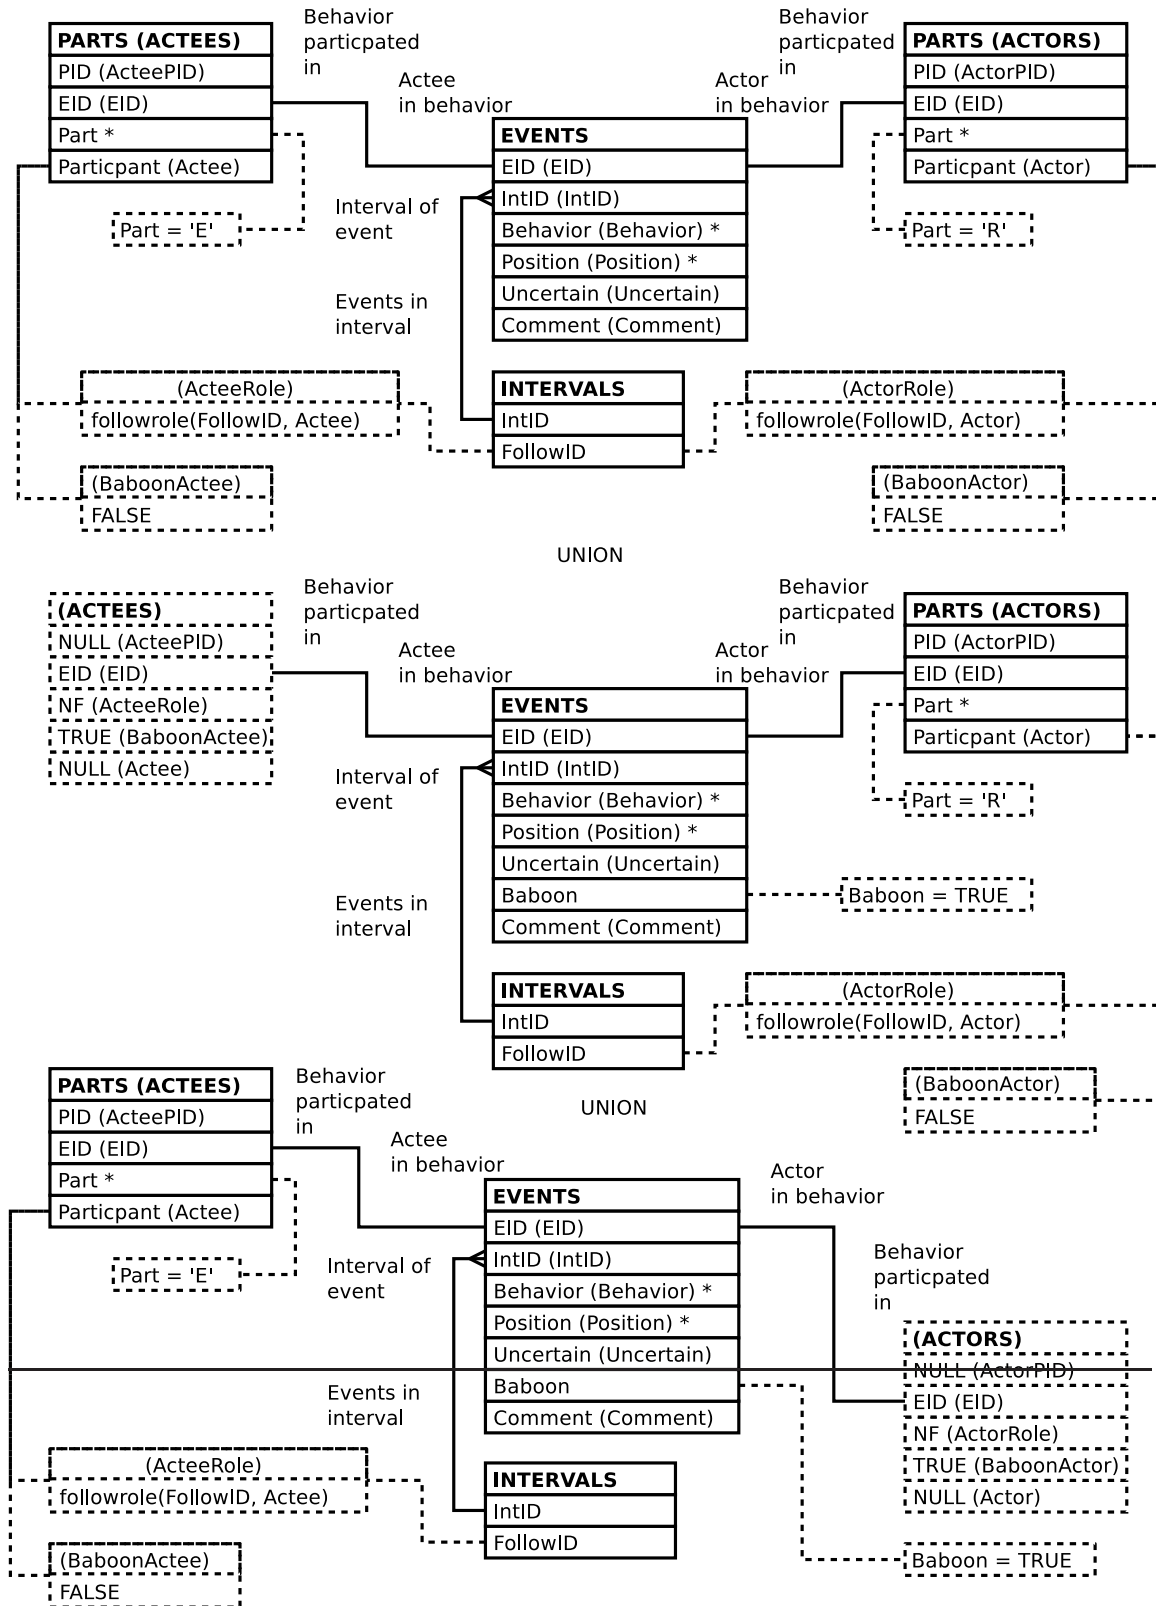 Behavior
particpated
in
Actee
in behavior
Behavior
particpated
in
Actor
in behavior
PARTS (ACTEES)
PID (ActeePID)
EID (EID)
Part *
Particpant (Actee)
Part = 'E'
EVENTS
EID (EID)
IntID (IntID)
Behavior (Behavior) *
Position (Position) *
Uncertain (Uncertain)
Comment (Comment)
PARTS (ACTORS)
PID (ActorPID)
EID (EID)
Part *
Particpant (Actor)
Part = 'R'
Interval of
event
Events in
interval
(ActeeRole)
followrole(FollowID, Actee)
INTERVALS
IntID
FollowID
(ActorRole)
followrole(FollowID, Actor)
(BaboonActee)
FALSE
(BaboonActor)
FALSE
UNION
Behavior
particpated
in
Actee
in behavior
Behavior
particpated
in
Actor
in behavior
(ACTEES)
NULL (ActeePID)
EID (EID)
NF (ActeeRole)
TRUE (BaboonActee)
NULL (Actee)
EVENTS
EID (EID)
IntID (IntID)
Behavior (Behavior) *
Position (Position) *
Uncertain (Uncertain)
Baboon
Comment (Comment)
PARTS (ACTORS)
PID (ActorPID)
EID (EID)
Part *
Particpant (Actor)
Part = 'R'
Baboon = TRUE
Interval of
event
Events in
interval
INTERVALS
IntID
FollowID
(ActorRole)
followrole(FollowID, Actor)
(BaboonActor)
FALSE
UNION
PARTS (ACTEES)
PID (ActeePID)
EID (EID)
Part *
Particpant (Actee)
Part = 'E'
Behavior
particpated
in
Actee
in behavior
Actor
in behavior
Behavior
particpated
in
EVENTS
EID (EID)
IntID (IntID)
Behavior (Behavior) *
Position (Position) *
Uncertain (Uncertain)
Baboon
Comment (Comment)
Interval of
event
Events in
interval
(ACTORS)
NULL (ActorPID)
EID (EID)
NF (ActorRole)
TRUE (BaboonActor)
NULL (Actor)
(ActeeRole)
followrole(FollowID, Actee)
INTERVALS
IntID
FollowID
Baboon = TRUE
(BaboonActee)
FALSE